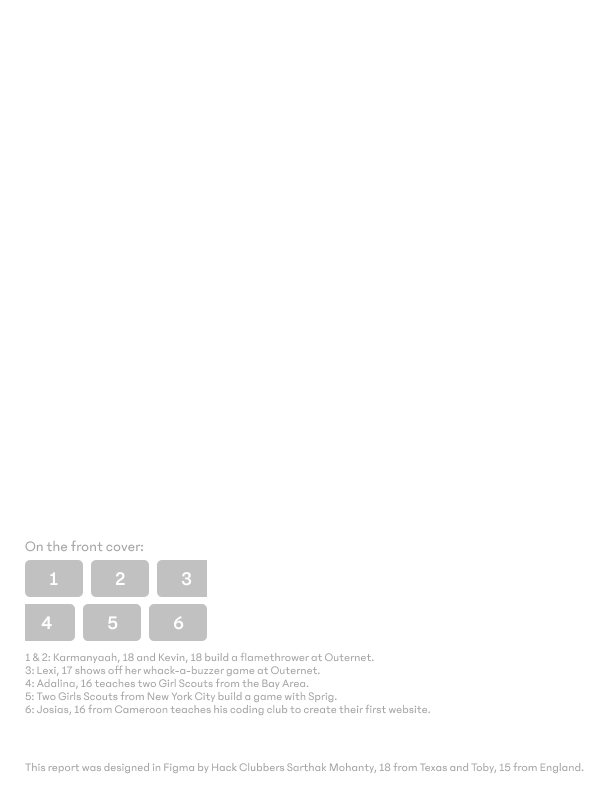 On the front cover:
1 2 3
4 5 6
1 & 2: Karmanyaah, 18 and Kevin, 18 build a flamethrower at Outernet.
3: Lexi, 17 shows off her whack-a-buzzer game at Outernet.
4: Adalina, 16 teaches two Girl Scouts from the Bay Area.
5: Two Girls Scouts from New York City build a game with Sprig.
6: Josias, 16 from Cameroon teaches his coding club to create their first website.
This report was designed in Figma by Hack Clubbers Sarthak Mohanty, 18 from Texas and Toby, 15 from England.